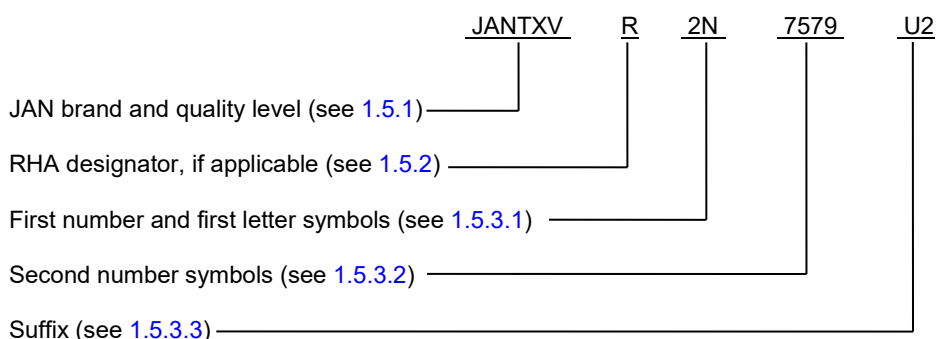 JANTXV R 2N 7579 U2
JAN brand and quality level (see 1.5.1)
RHA designator, if applicable (see 1.5.2)
First number and first letter symbols (see 1.5.3.1)
Second number symbols (see 1.5.3.2)
Suffix (see 1.5.3.3)